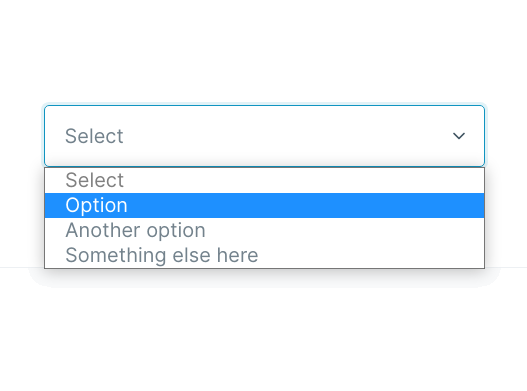 Select
Select
Option
Another option
Something else here